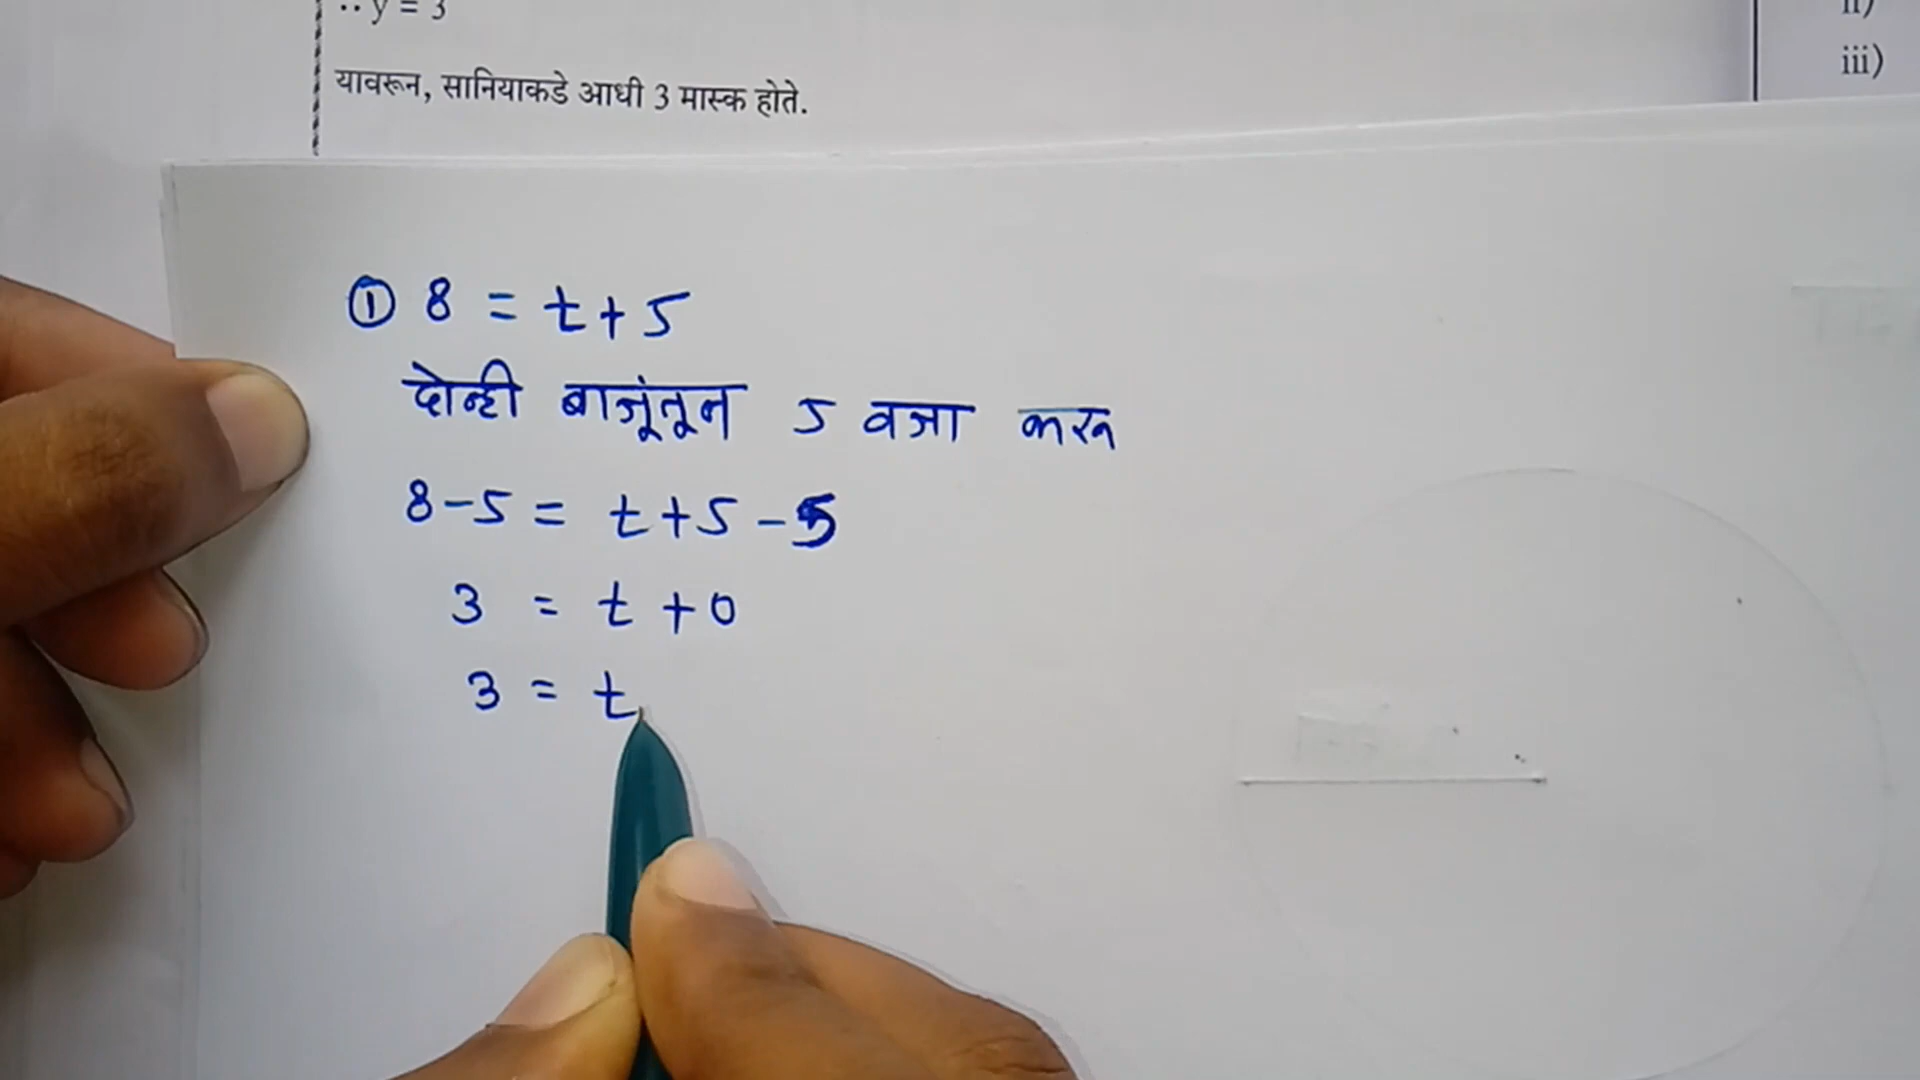 ∴ y = 3
यावरून, सानियाकडे आधी 3 मास्क होते.
ii)
iii)
① 8 = t + 5
दोन्ही बाजूंतून 5 वजा करू
8 - 5 = t + 5 - 5
3 = t + 0
3 = t